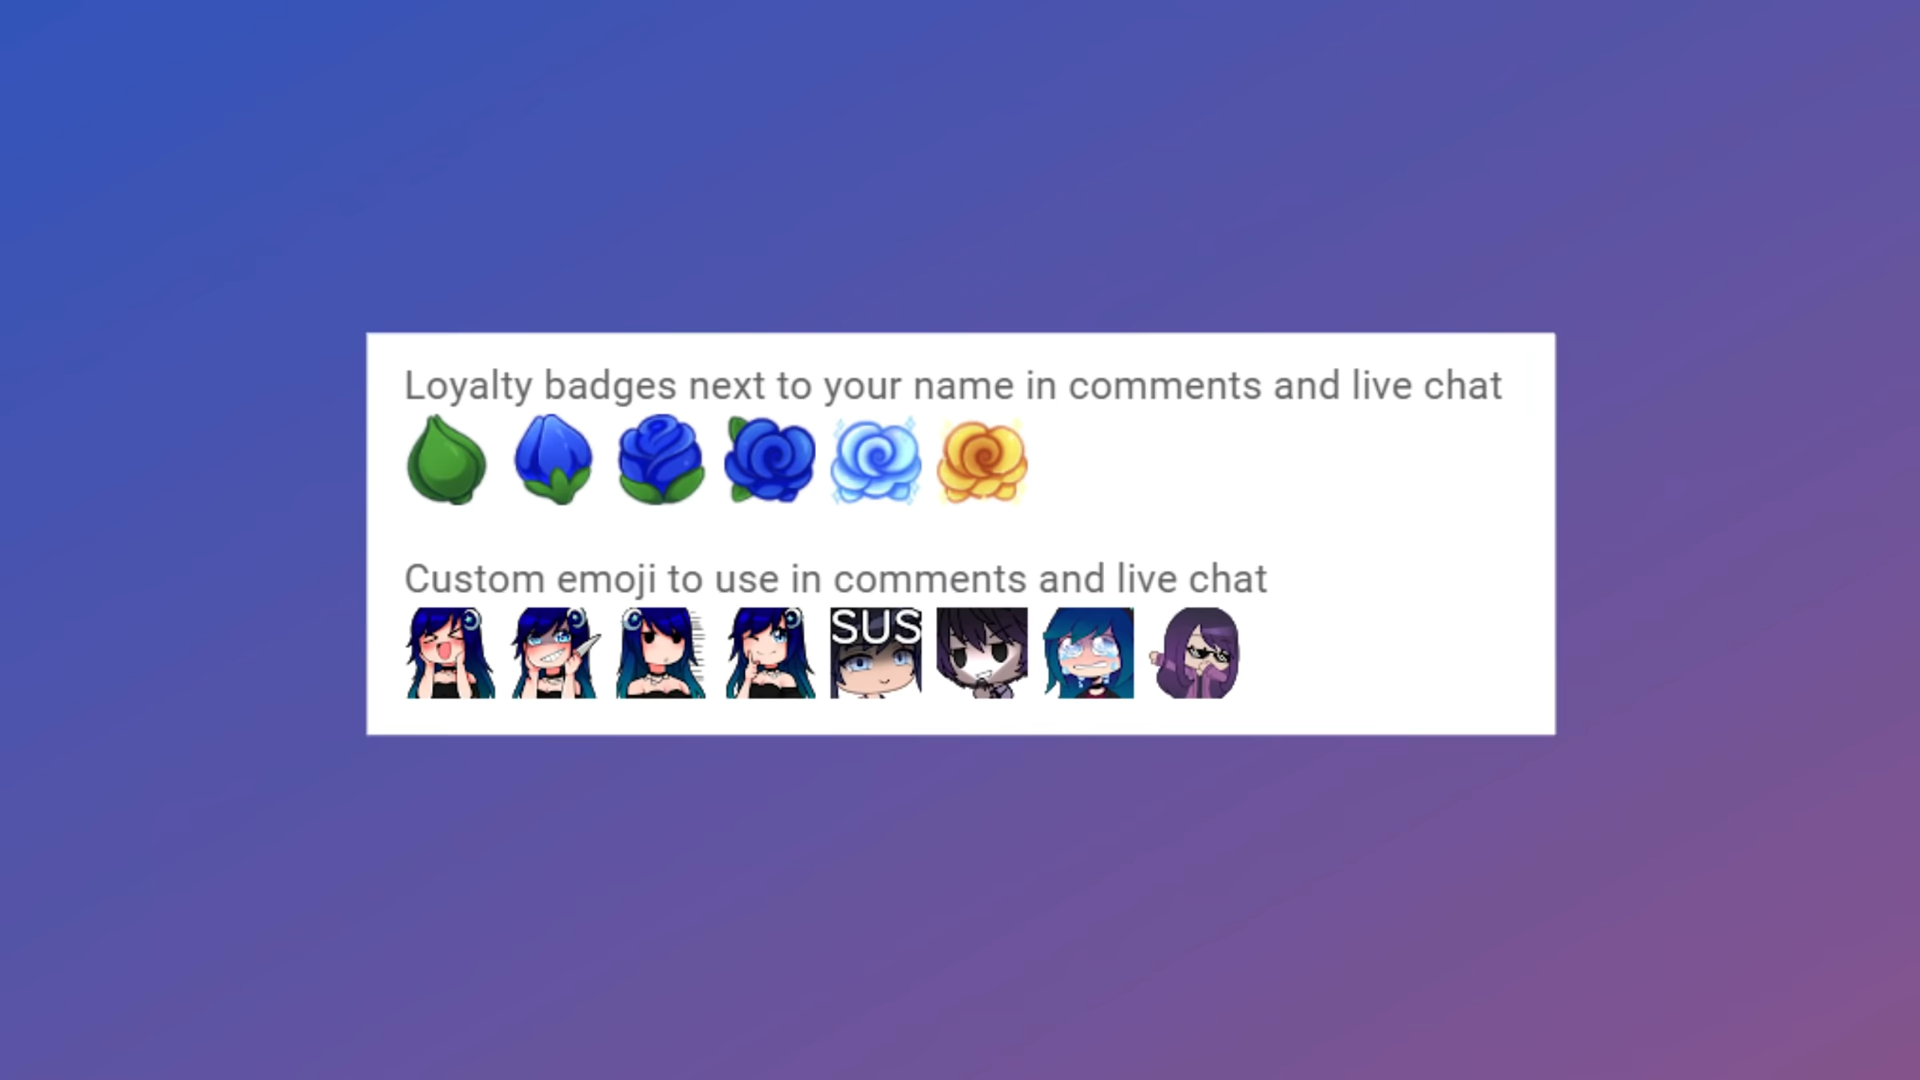 Loyalty badges next to your name in comments and live chat
Custom emoji to use in comments and live chat
SUS